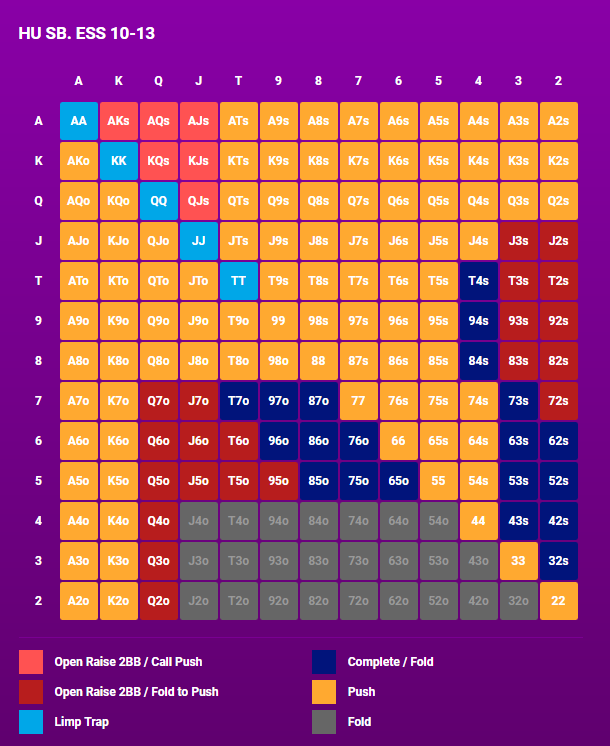 HU SB. ESS 10-13
A K Q J T 9 8 7 6 5 4 3 2
A AA AKs AQs AJs ATs A9s A8s A7s A6s A5s A4s A3s A2s
K AKo KK KQs KJs KTs K9s K8s K7s K6s K5s K4s K3s K2s
Q AQo KQo QQ QJs QTs Q9s Q8s Q7s Q6s Q5s Q4s Q3s Q2s
J AJo KJo QJo JJ JTs J9s J8s J7s J6s J5s J4s J3s J2s
T ATo KTo QTo JTo TT T9s T8s T7s T6s T5s T4s T3s T2s
9 A9o K9o Q9o J9o T9o 99 98s 97s 96s 95s 94s 93s 92s
8 A8o K8o Q8o J8o T8o 98o 88 87s 86s 85s 84s 83s 82s
7 A7o K7o Q7o J7o T7o 97o 87o 77 76s 75s 74s 73s 72s
6 A6o K6o Q6o J6o T6o 96o 86o 76o 66 65s 64s 63s 62s
5 A5o K5o Q5o J5o T5o 95o 85o 75o 65o 55 54s 53s 52s
4 A4o K4o Q4o J4o T4o 94o 84o 74o 64o 54o 44 43s 42s
3 A3o K3o Q3o J3o T3o 93o 83o 73o 63o 53o 43o 33 32s
2 A2o K2o Q2o J2o T2o 92o 82o 72o 62o 52o 42o 32o 22
Open Raise 2BB / Call Push
Complete / Fold
Open Raise 2BB / Fold to Push
Push
Limp Trap
Fold